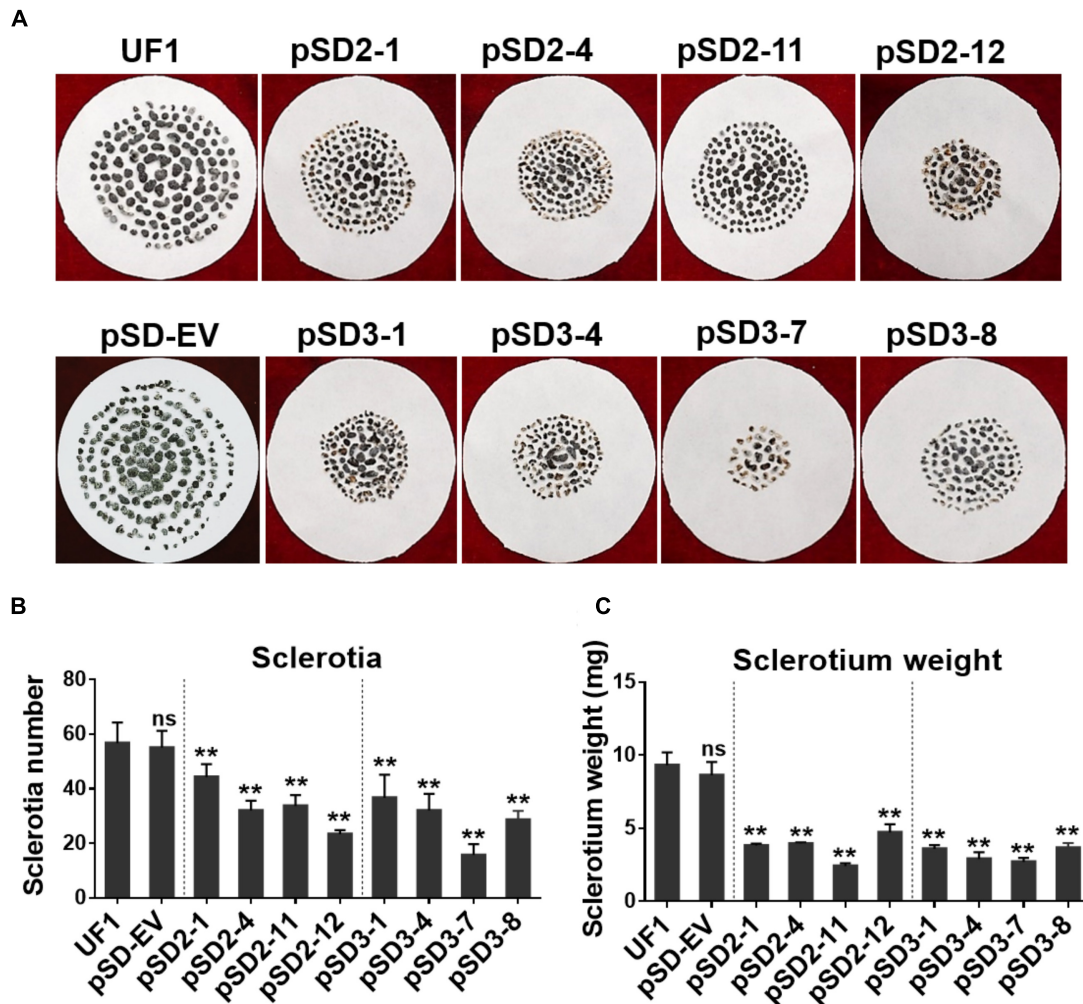 A
UF1 pSD2-1 pSD2-4 pSD2-11 pSD2-12
pSD-EV pSD3-1 pSD3-4 pSD3-7 pSD3-8
B
Sclerotia
Sclerotia number
80
60
40
20
0
ns
**
**
**
**
**
**
**
**
UF1
pSD-EV
pSD2-1
pSD2-4
pSD2-11
pSD2-12
pSD3-1
pSD3-4
pSD3-7
pSD3-8
C
Sclerotium weight
Sclerotium weight (mg)
15
10
5
0
ns
**
**
**
**
**
**
**
**
UF1
pSD-EV
pSD2-1
pSD2-4
pSD2-11
pSD2-12
pSD3-1
pSD3-4
pSD3-7
pSD3-8